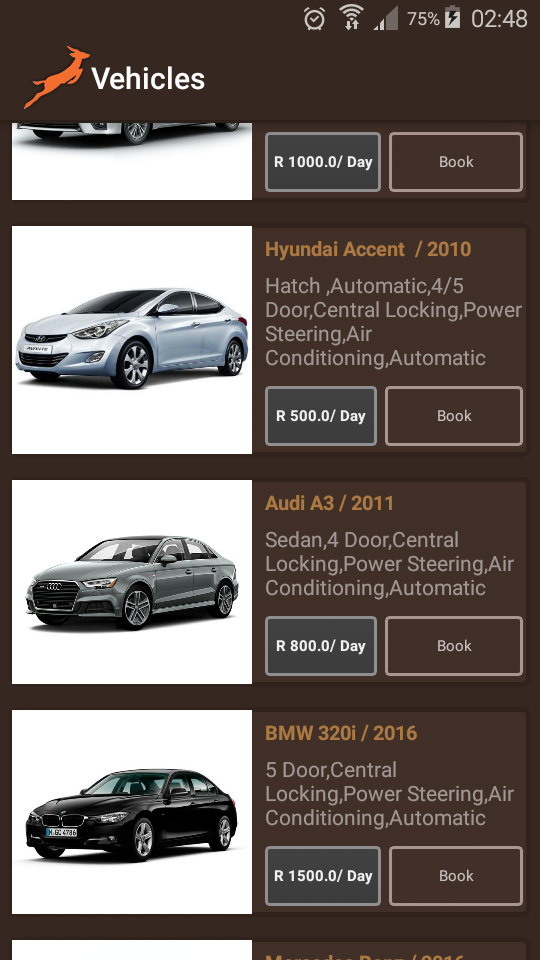 75% 02:48
Vehicles
R 1000.0/ Day
Book
Hyundai Accent  / 2010
Hatch ,Automatic,4/5
Door,Central Locking,Power
Steering,Air
Conditioning,Automatic
R 500.0/ Day
Book
Audi A3 / 2011
Sedan,4 Door,Central
Locking,Power Steering,Air
Conditioning,Automatic
R 800.0/ Day
Book
BMW 320i / 2016
5 Door,Central
Locking,Power Steering,Air
Conditioning,Automatic
R 1500.0/ Day
Book
Mercedes Benz / 2016